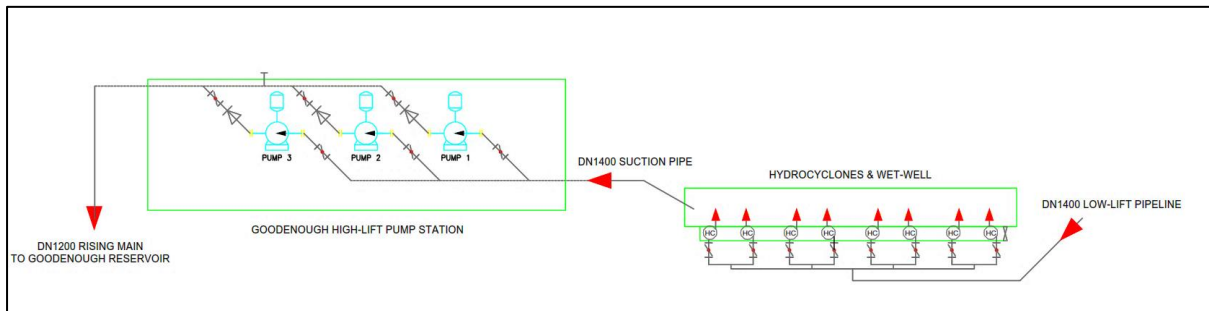 PUMP 3
PUMP 2
PUMP 1
DN1400 SUCTION PIPE
HYDROCYCLONES & WET-WELL
DN1400 LOW-LIFT PIPELINE
GOODENOUGH HIGH-LIFT PUMP STATION
HC
HC
HC
HC
HC
HC
HC
HC
DN1200 RISING MAIN
TO GOODENOUGH RESERVOIR